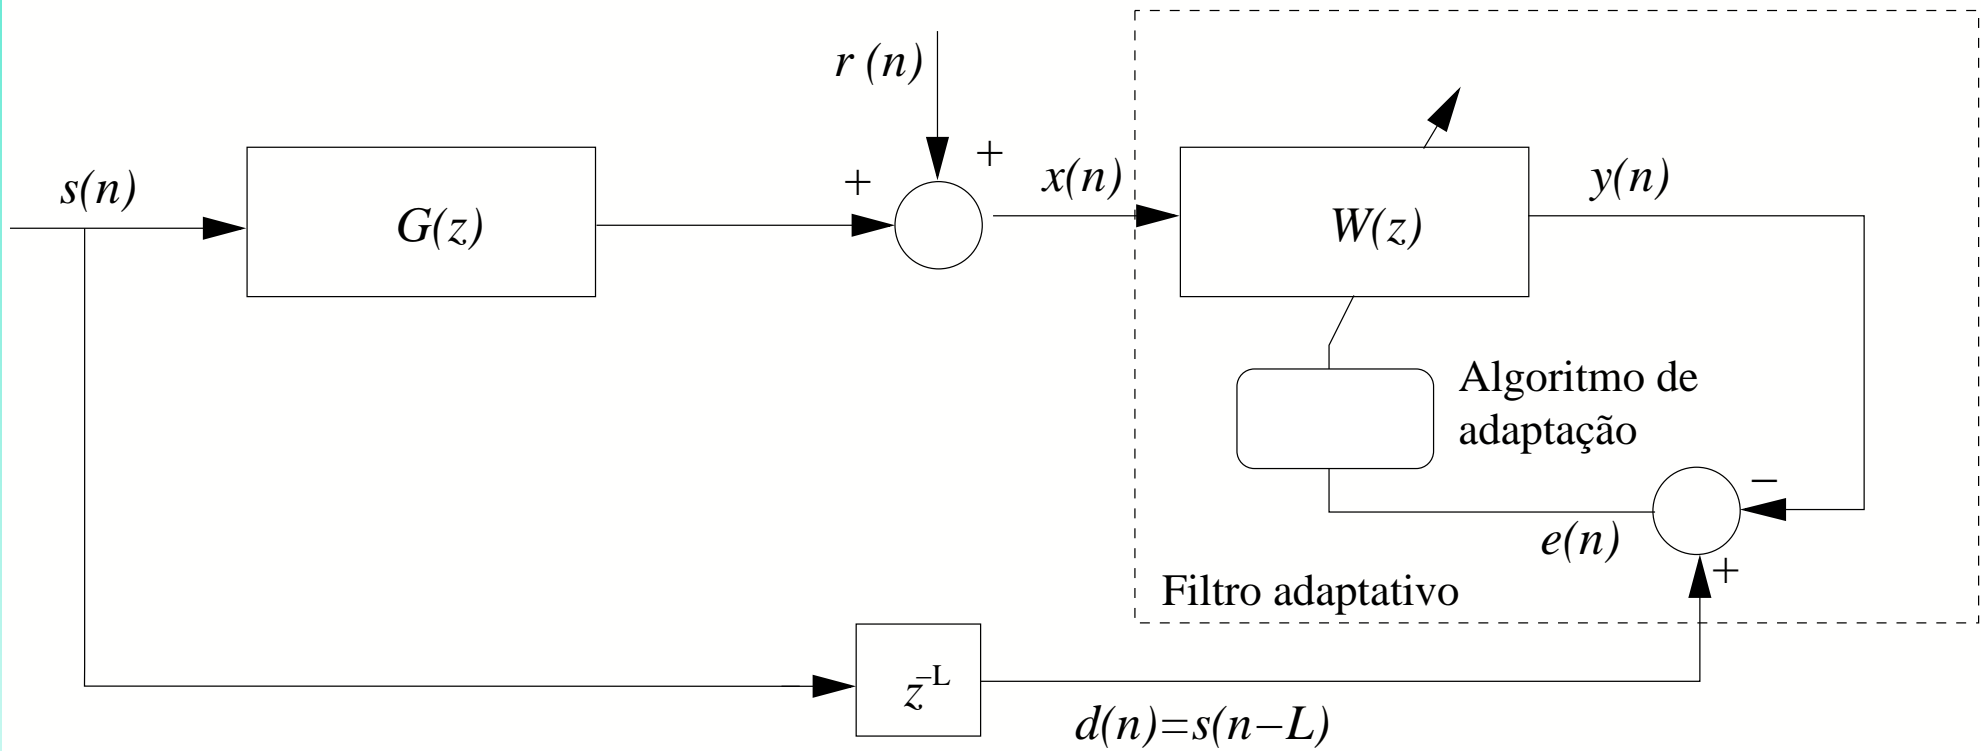 r (n)
+
s(n)
+
x(n)
y(n)
G(z)
W(z)
Algoritmo de
adaptação
−
e(n)
+
Filtro adaptativo
z−L
d(n)=s(n−L)